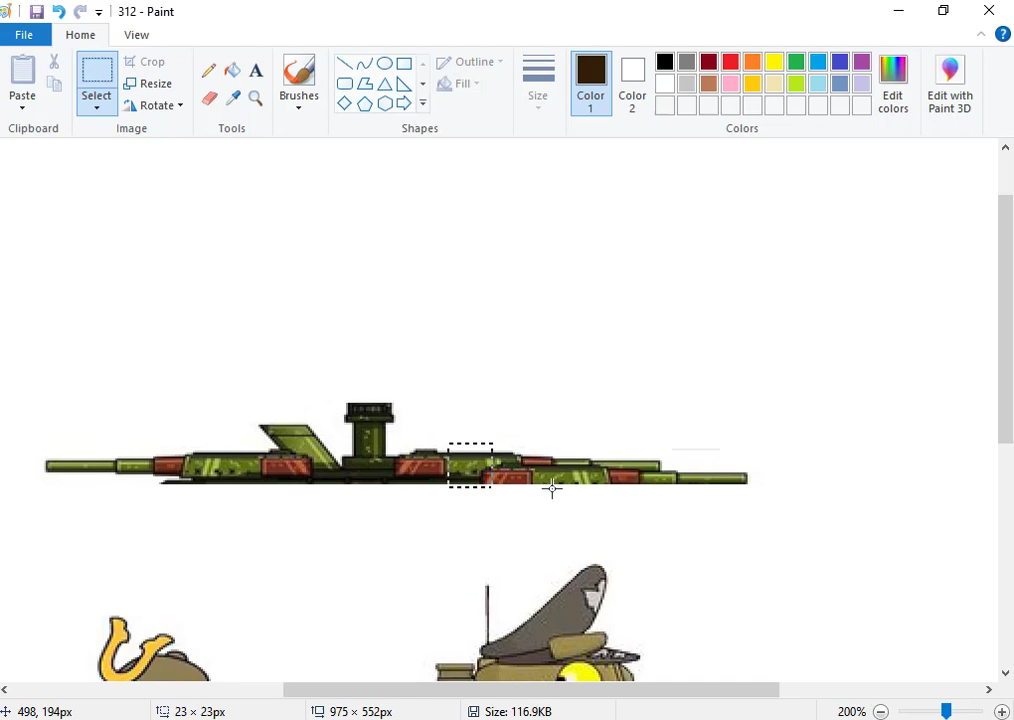 312 - Paint
File Home View
Paste
Select
Crop
Resize
Rotate
A
Brushes
Outline
Fill
Size
Color 1
Color 2
Edit colors
Edit with Paint 3D
Clipboard Image Tools Shapes Colors
498, 194px 23 × 23px 975 × 552px Size: 116.9KB 200%